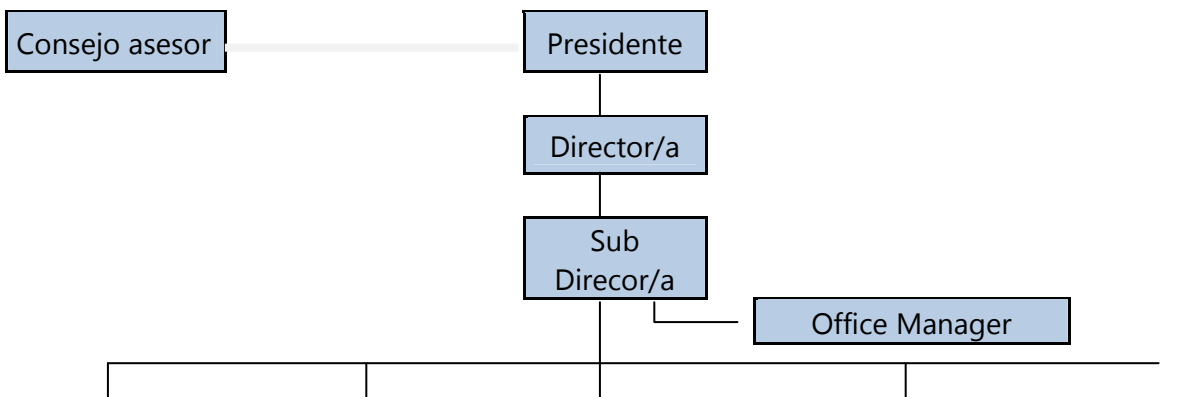 Consejo asesor
Presidente
Director/a
Sub
Direcor/a
Office Manager